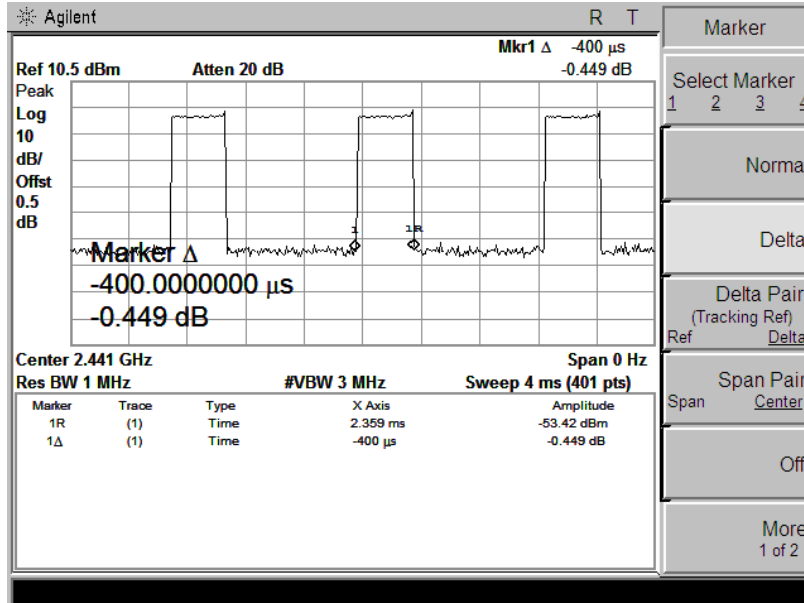 Agilent R T
Marker
Mkr1 Δ -400 μs
Ref 10.5 dBm Atten 20 dB -0.449 dB
Peak
Log
10
dB/
Offst
0.5
dB
1 1R
Marker Δ
-400.0000000 μs
-0.449 dB
Center 2.441 GHz Span 0 Hz
Res BW 1 MHz #VBW 3 MHz Sweep 4 ms (401 pts)
Marker Trace Type X Axis Amplitude
1R (1) Time 2.359 ms -53.42 dBm
1Δ (1) Time -400 μs -0.449 dB
Select Marker
1 2 3 4
Norma
Delta
Delta Pair
(Tracking Ref)
Ref Delta
Span Pair
Span Center
Off
More
1 of 2